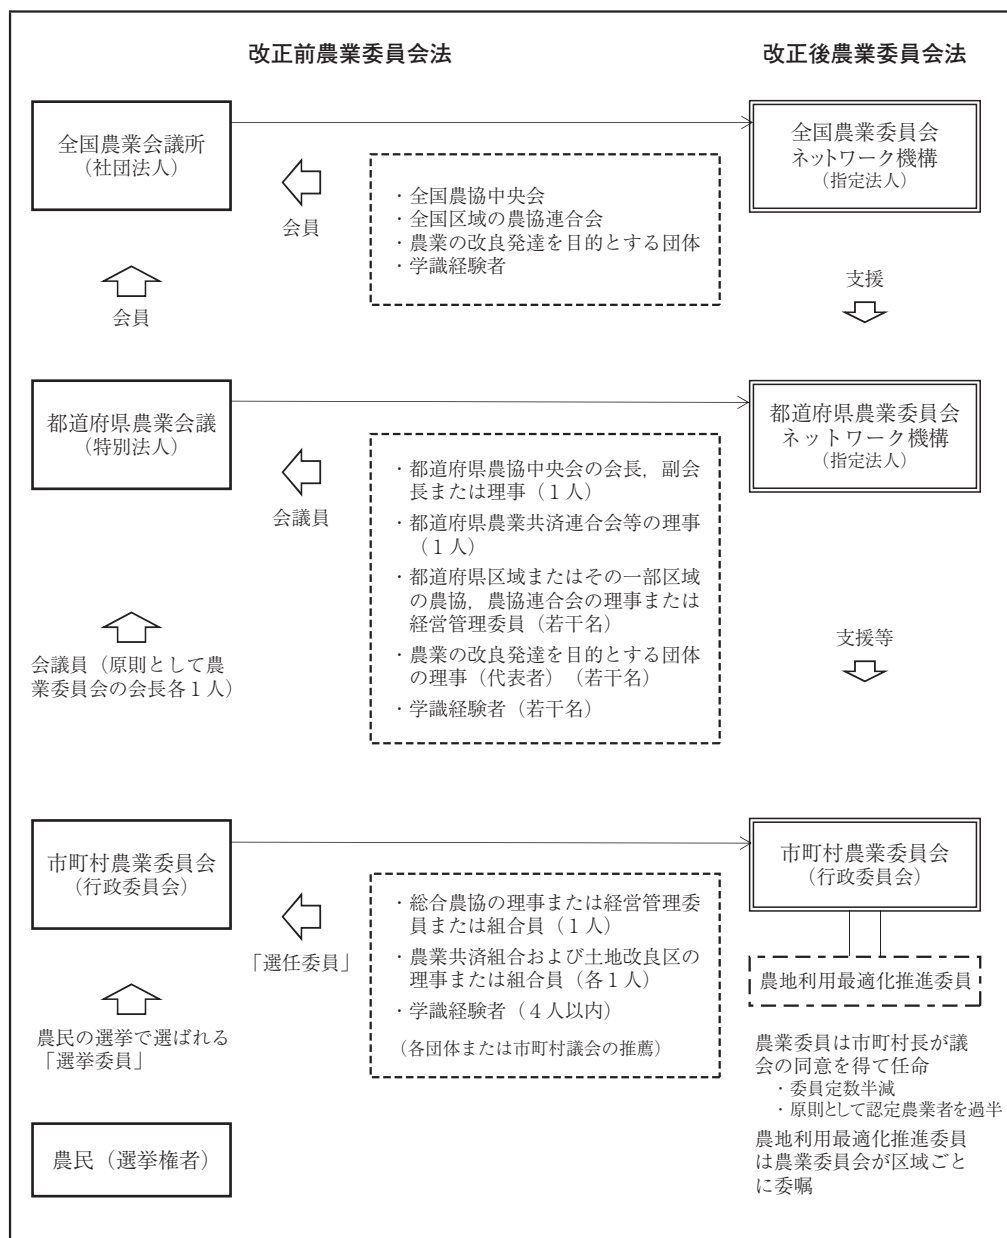 改正前農業委員会法
改正後農業委員会法
全国農業会議所
（社団法人）
全国農業委員会
ネットワーク機構
（指定法人）
会員
・全国農協中央会
・全国区域の農協連合会
・農業の改良発達を目的とする団体
・学識経験者
会員
支援
都道府県農業会議
（特別法人）
都道府県農業委員会
ネットワーク機構
（指定法人）
会議員
・都道府県農協中央会の会長，副会
長または理事（１人）
・都道府県農業共済連合会等の理事
（１人）
・都道府県区域またはその一部区域
の農協，農協連合会の理事または
経営管理委員（若干名）
・農業の改良発達を目的とする団体
の理事（代表者）（若干名）
・学識経験者（若干名）
会議員（原則として農
業委員会の会長各１人）
支援等
市町村農業委員会
（行政委員会）
市町村農業委員会
（行政委員会）
「選任委員」
・総合農協の理事または経営管理委
員または組合員（１人）
・農業共済組合および土地改良区の
理事または組合員（各１人）
・学識経験者（４人以内）
（各団体または市町村議会の推薦）
農地利用最適化推進委員
農民の選挙で選ばれる
「選挙委員」
農業委員は市町村長が議
会の同意を得て任命
・委員定数半減
・原則として認定農業者を過半
農地利用最適化推進委員
は農業委員会が区域ごと
に委嘱
農民（選挙権者）